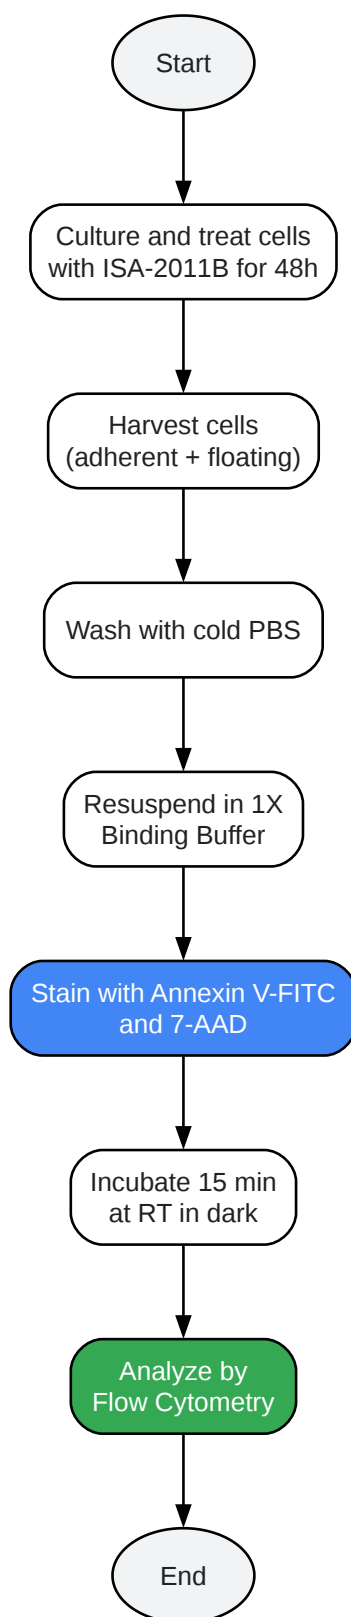 Start
Culture and treat cells
with ISA-2011B for 48h
Harvest cells
(adherent + floating)
Wash with cold PBS
Resuspend in 1X
Binding Buffer
Stain with Annexin V-FITC
and 7-AAD
Incubate 15 min
at RT in dark
Analyze by
Flow Cytometry
End